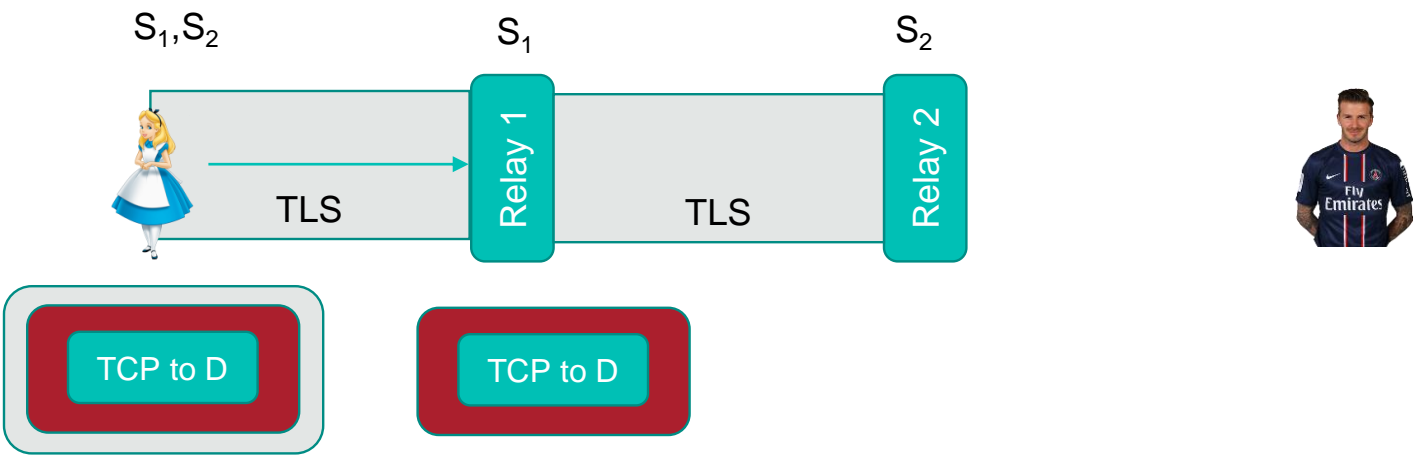 S₁,S₂
S₁
S₂
Relay 1
Relay 2
TLS
TLS
Fly
Emirates
TCP to D
TCP to D